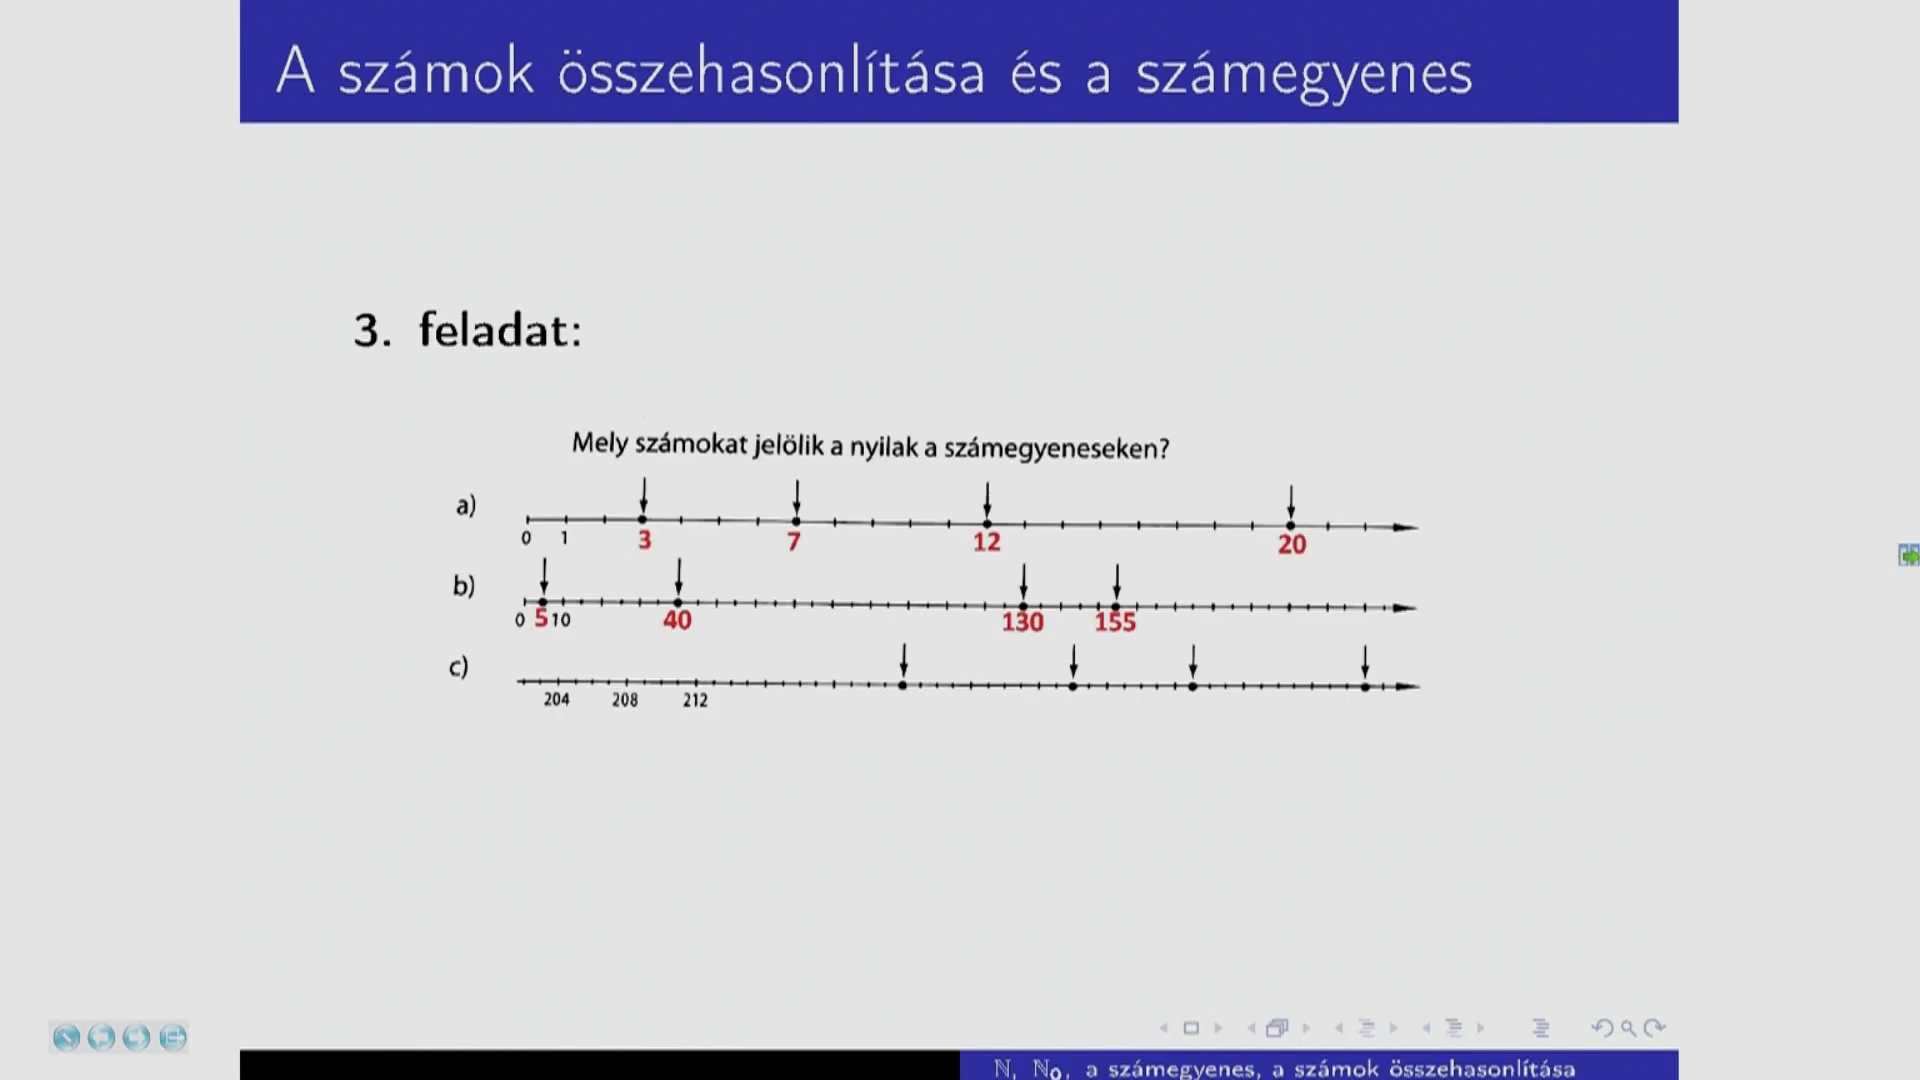 A számok összehasonlítása és a számegyenes
3. feladat:
Mely számokat jelölik a nyilak a számegyeneseken?
a)
0 1 3 7 12 20
b)
0 5 10 40 130 155
c)
204 208 212
ℕ, ℕ₀, a számegyenes, a számok összehasonlítása